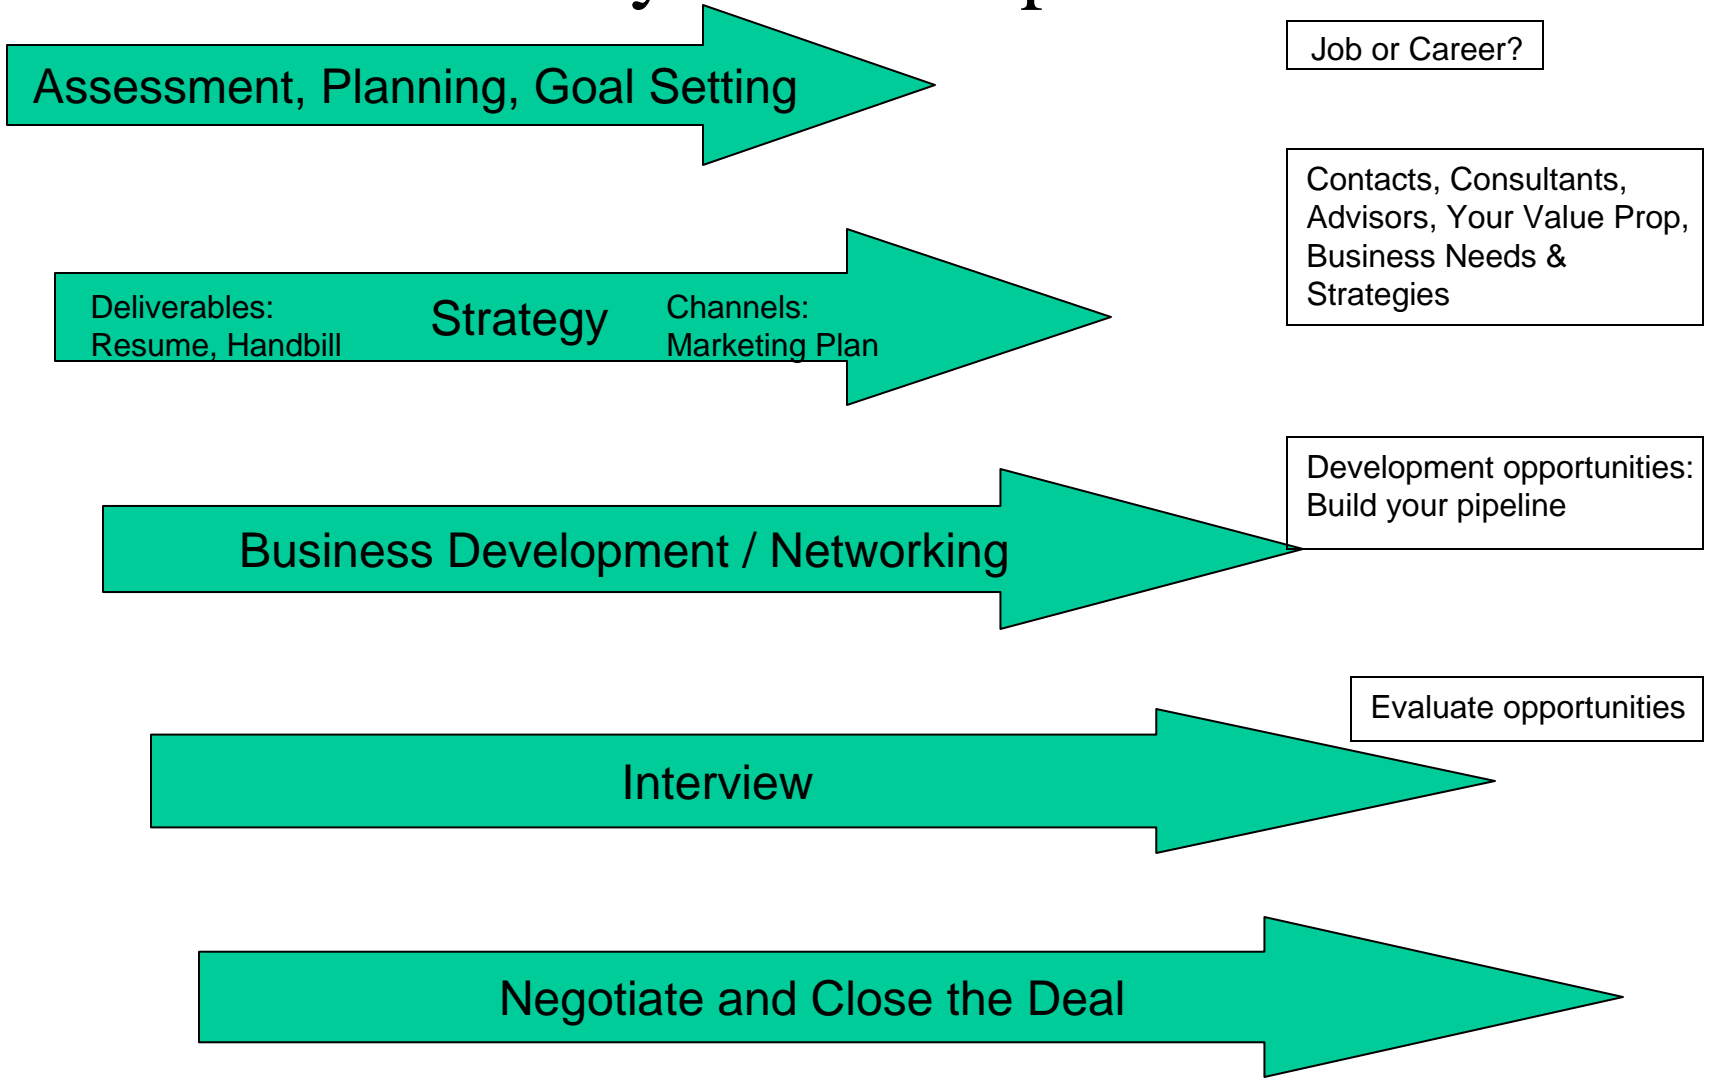 Job or Career?
Assessment, Planning, Goal Setting
Contacts, Consultants,
Advisors, Your Value Prop,
Business Needs &
Strategies
Deliverables:
Resume, Handbill
Strategy
Channels:
Marketing Plan
Development opportunities:
Build your pipeline
Business Development / Networking
Evaluate opportunities
Interview
Negotiate and Close the Deal